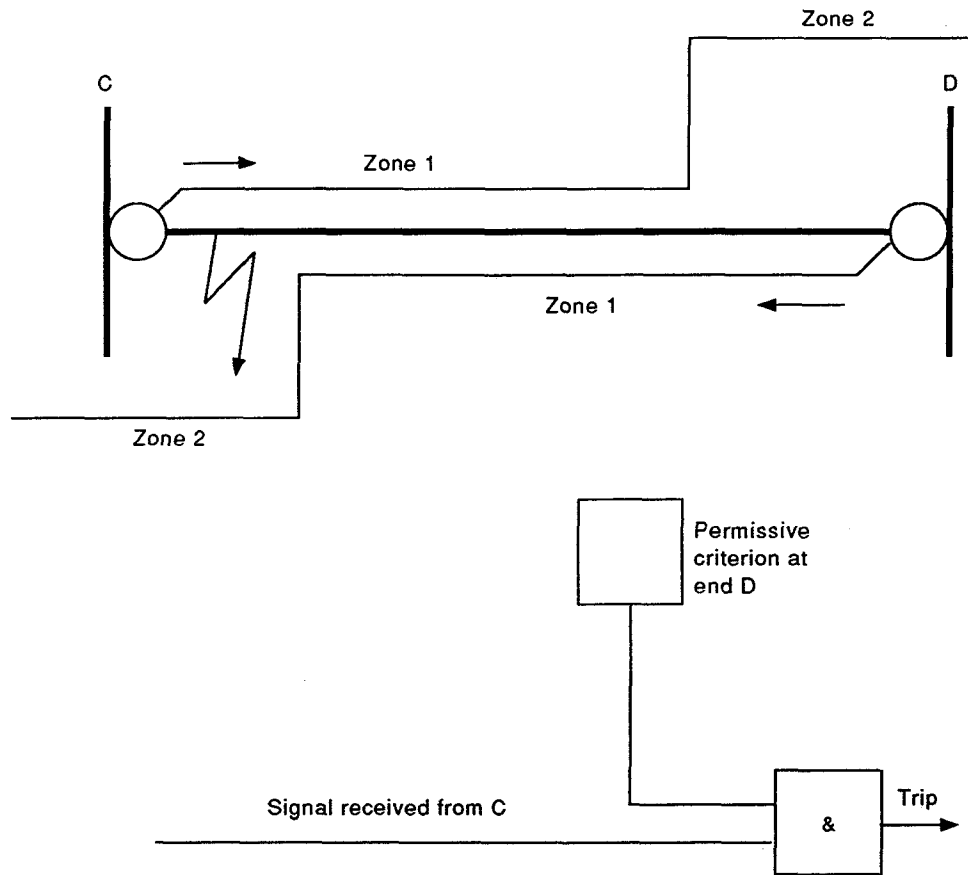 Zone 2
C
D
Zone 1
Zone 1
Zone 2
Permissive
criterion at
end D
Signal received from C
&
Trip